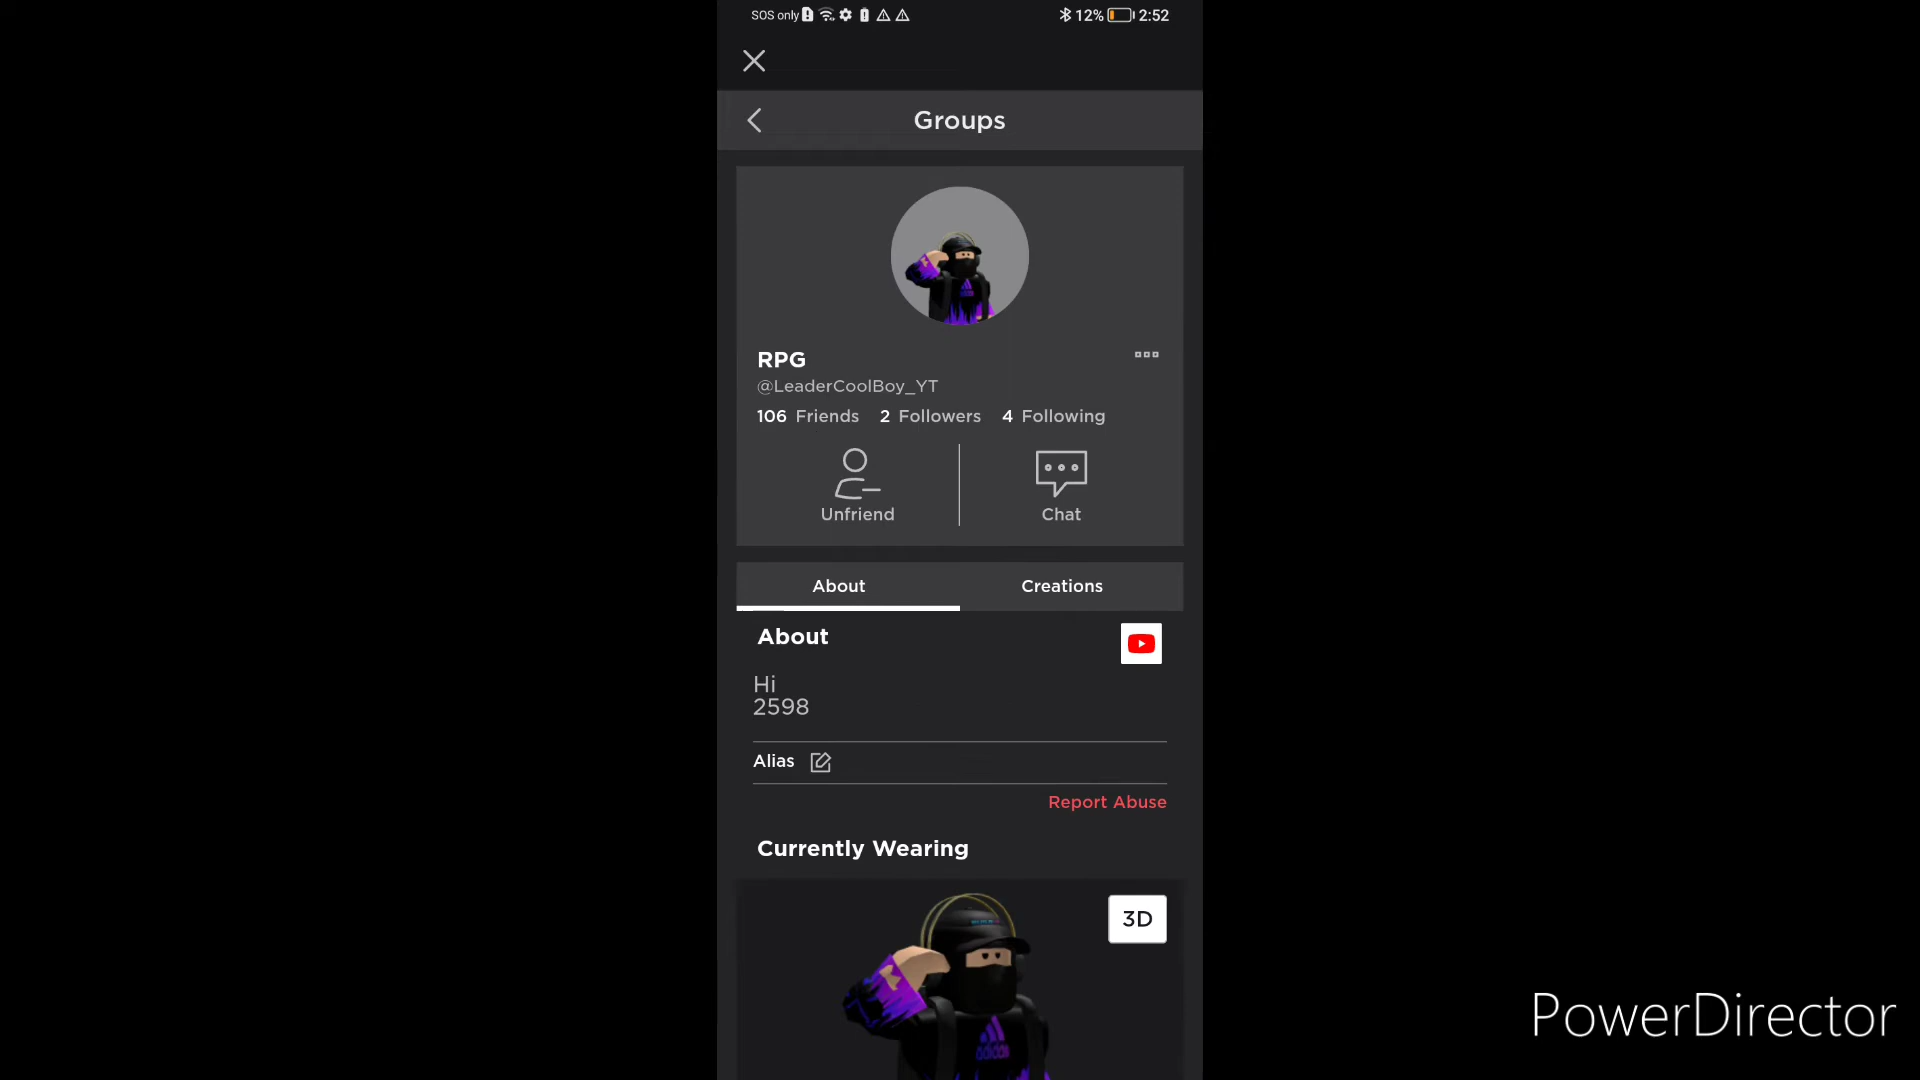 SOS only 12% 2:52
Groups
RPG
@LeaderCoolBoy_YT
106 Friends 2 Followers 4 Following
Unfriend Chat
About Creations
About
Hi
2598
Alias
Report Abuse
Currently Wearing
3D
adidas
PowerDirector